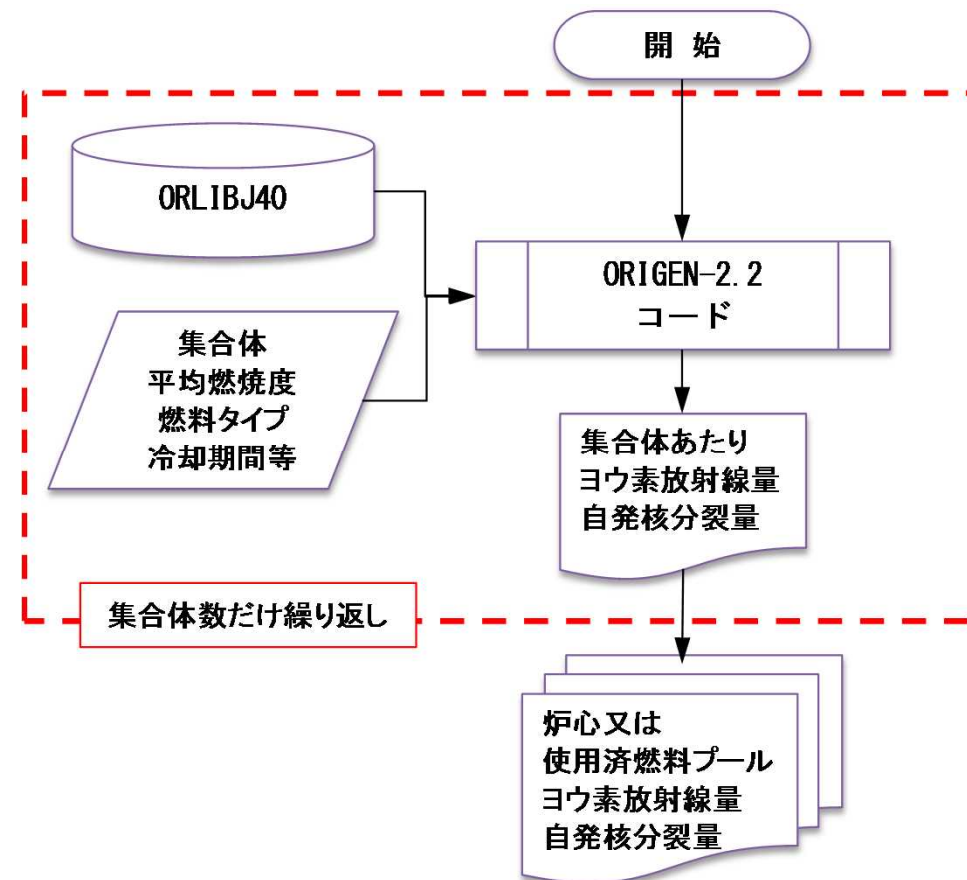 開 始
ORLIBJ40
ORIGEN-2.2
コード
集合体
平均燃焼度
燃料タイプ
冷却期間等
集合体あたり
ヨウ素放射線量
自発核分裂量
集合体数だけ繰り返し
炉心又は
使用済燃料プール
ヨウ素放射線量
自発核分裂量